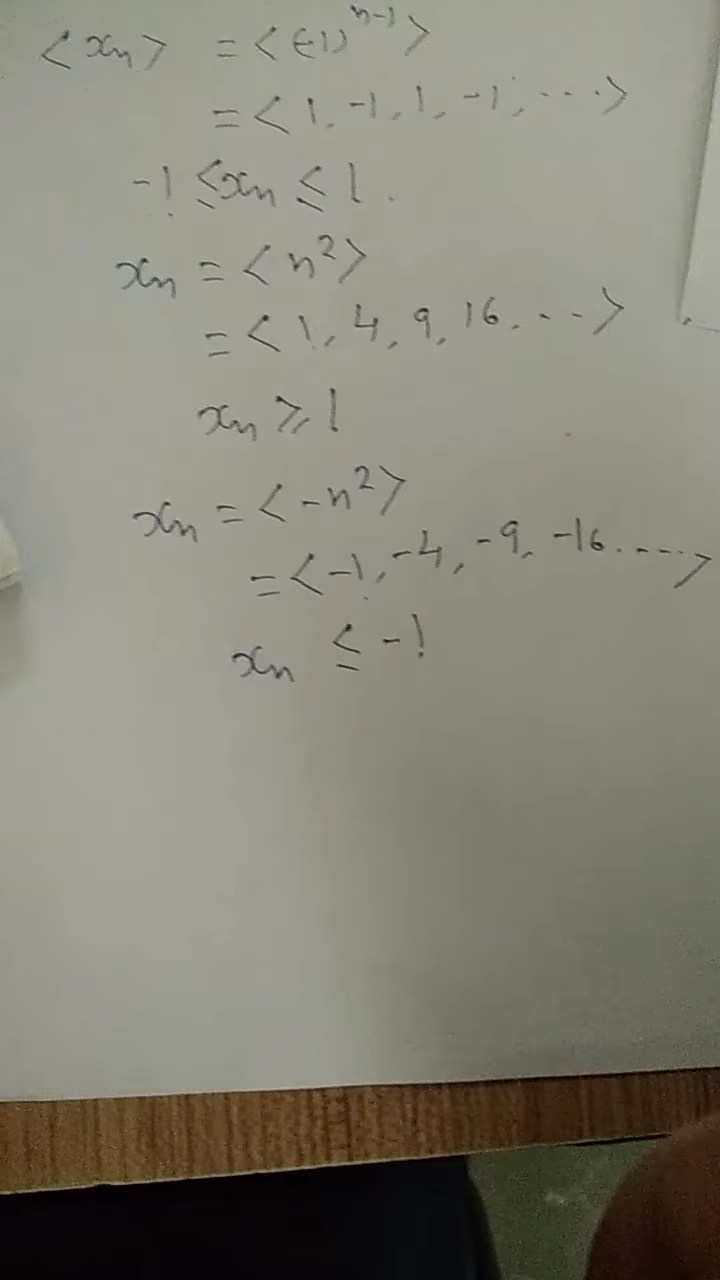 <xₙ> = <(-1)ⁿ⁻¹>
= <1, -1, 1, -1, ....>
-1 ≤ xₙ ≤ 1.
xₙ = <n²>
= <1, 4, 9, 16, ...>
xₙ ≥ 1
xₙ = <-n²>
= <-1, -4, -9, -16 ....>
xₙ ≤ -1